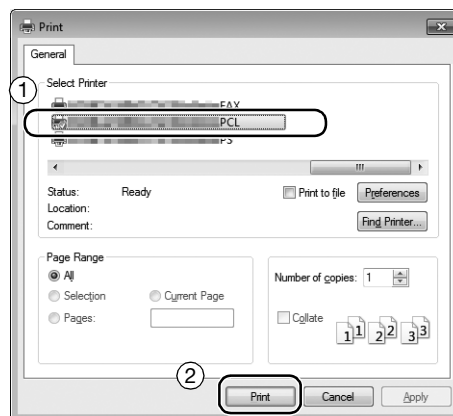 Print
General
1
Select Printer
FAX
PCL
PS
Status: Ready
Print to file
Preferences
Location:
Comment:
Find Printer...
Page Range
All
Selection
Current Page
Pages:
Number of copies: 1
Collate
1 1 2 2 3 3
2
Print
Cancel
Apply